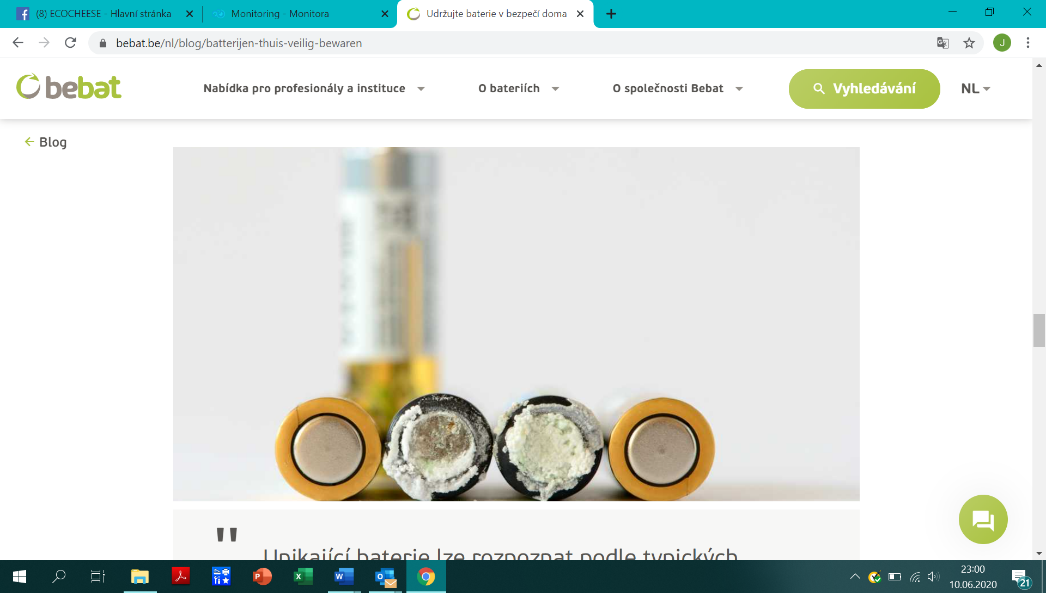 (8) ECOCHEESE - Hlavní stránka
Monitoring - Monitora
Udržujte baterie v bezpečí doma
bebat.be/nl/blog/batterijen-thuis-veilig-bewaren
J
bebat
Nabídka pro profesionály a instituce
O bateriích
O společnosti Bebat
Vyhledávání
NL
← Blog
"
Unikající baterie lze rozpoznat podle typických
23:00
10.06.2020
21